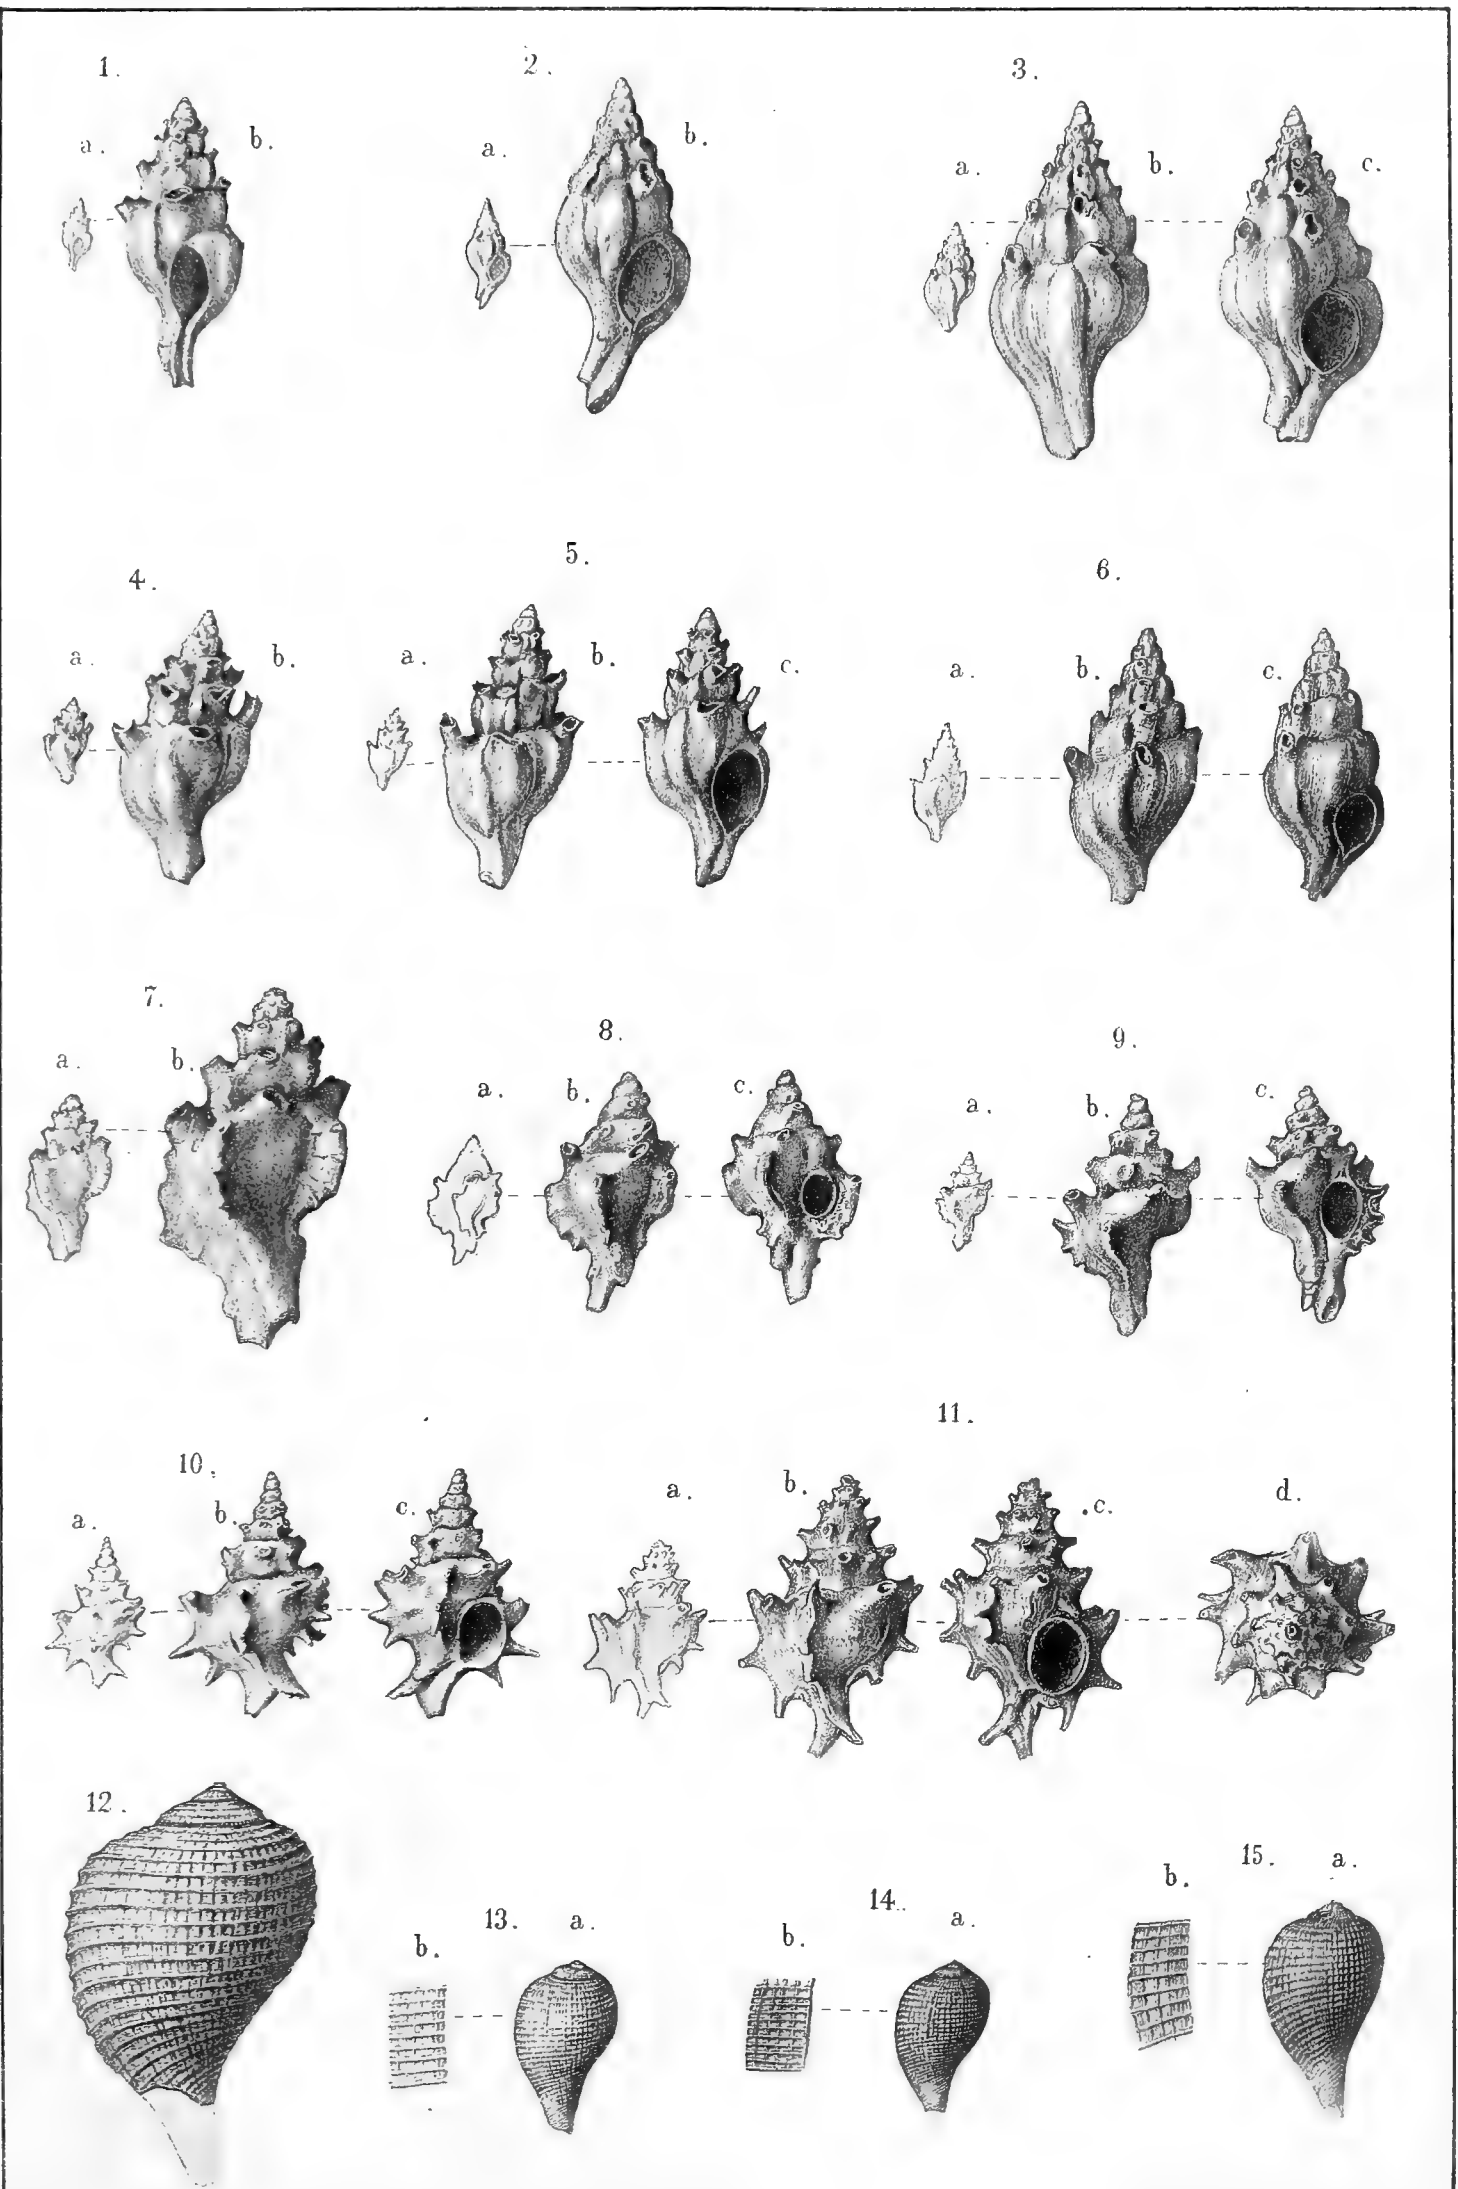 1.
a. b.
2.
a. b.
3.
a. b. c.
4.
a. b.
5.
a. b. c.
6.
a. b. c.
7.
a. b.
8.
a. b. c.
9.
a. b. c.
10.
a. b. c.
11.
a. b. c. d.
12.
13. a.
b.
14. a.
b.
15. a.
b.